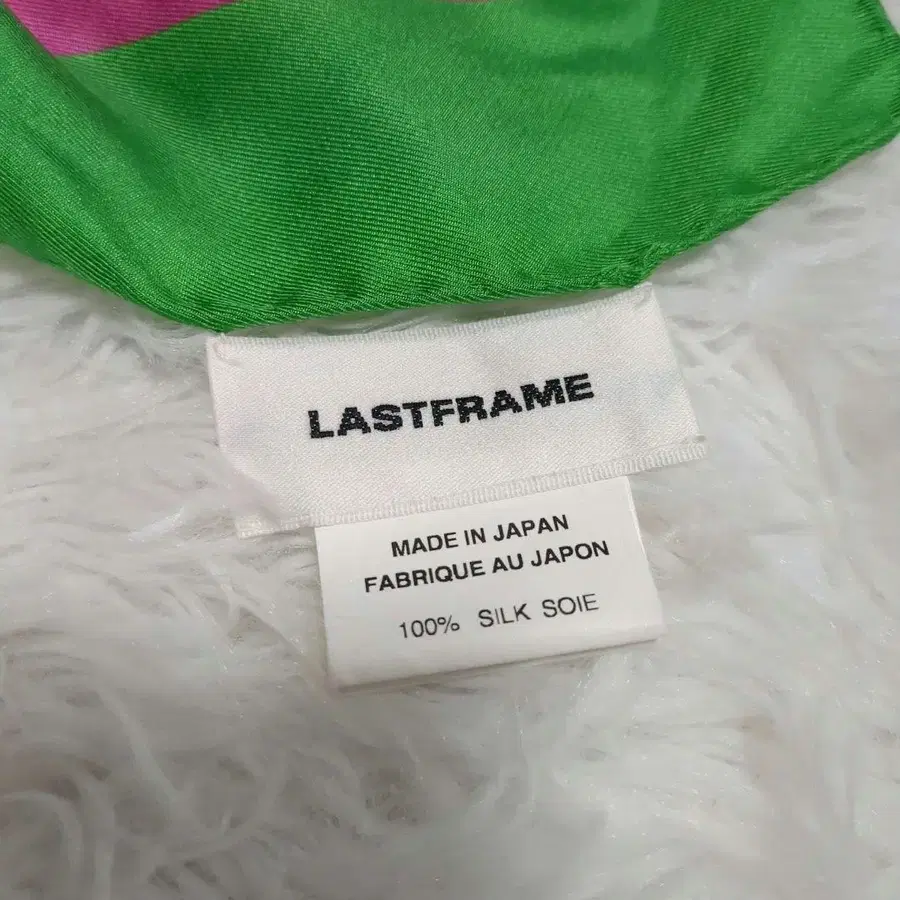 LASTFRAME
MADE IN JAPAN
FABRIQUE AU JAPON
100% SILK SOIE